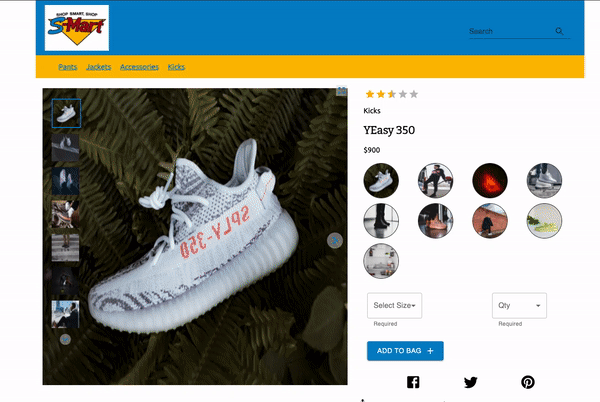 SHOP SMART, SHOP
S-Mart
Search
Pants Jackets Accessories Kicks
Kicks
YEasy 350
$900
SPLY-350
Select Size
Qty
Required
Required
ADD TO BAG +